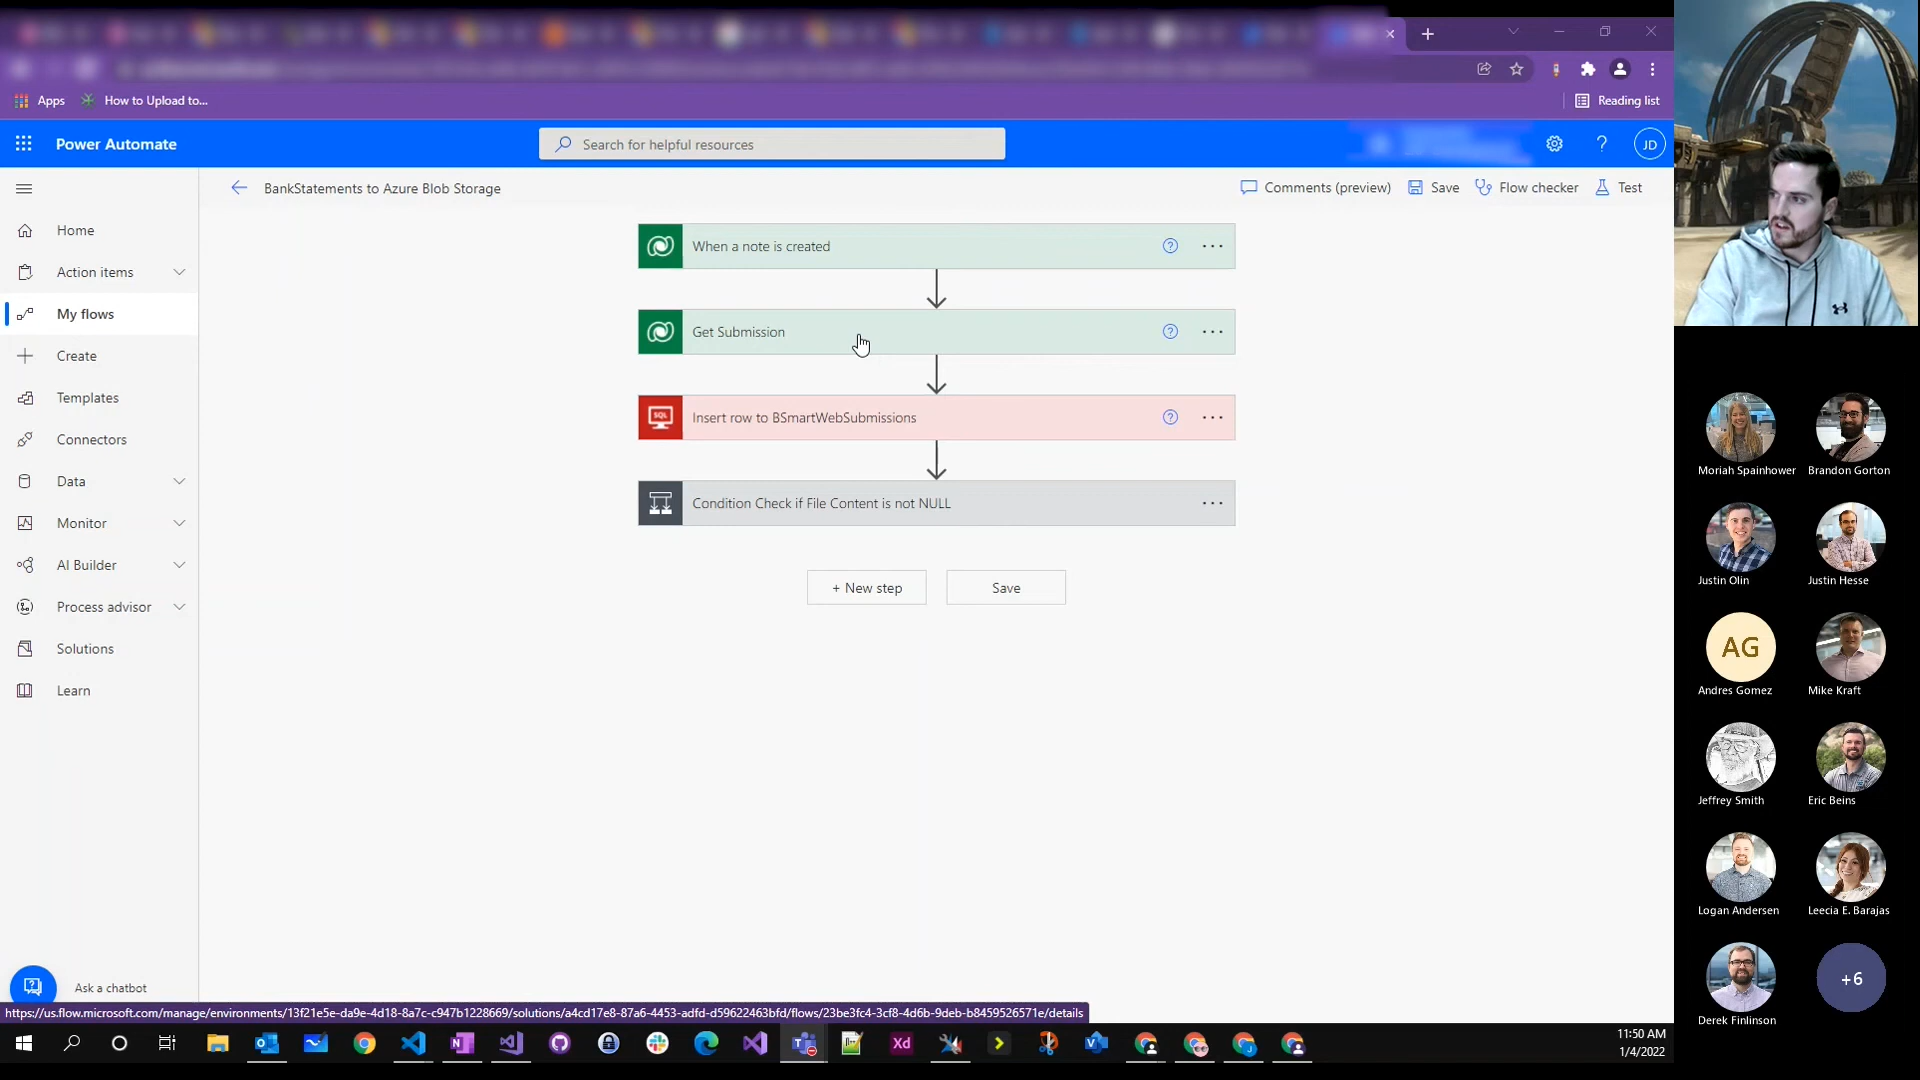 Apps
How to Upload to...
Reading list
Power Automate
Search for helpful resources
JD
BankStatements to Azure Blob Storage
Comments (preview)
Save
Flow checker
Test
Home
Action items
My flows
Create
Templates
Connectors
Data
Monitor
AI Builder
Process advisor
Solutions
Learn
Ask a chatbot
When a note is created
Get Submission
SQL
Insert row to BSmartWebSubmissions
Condition Check if File Content is not NULL
+ New step
Save
https://us.flow.microsoft.com/manage/environments/13f21e5e-da9e-4d18-8a7c-c947b1228669/solutions/a4cd17e8-87a6-4453-adfd-d59622463bfd/flows/23be3fc4-3cf8-4d6b-9deb-b8459526571e/details
Xd
11:50 AM
1/4/2022
Moriah Spainhower
Brandon Gorton
Justin Olin
Justin Hesse
AG
Andres Gomez
Mike Kraft
Jeffrey Smith
Eric Beins
Logan Andersen
Leecia E. Barajas
Derek Finlinson
+6